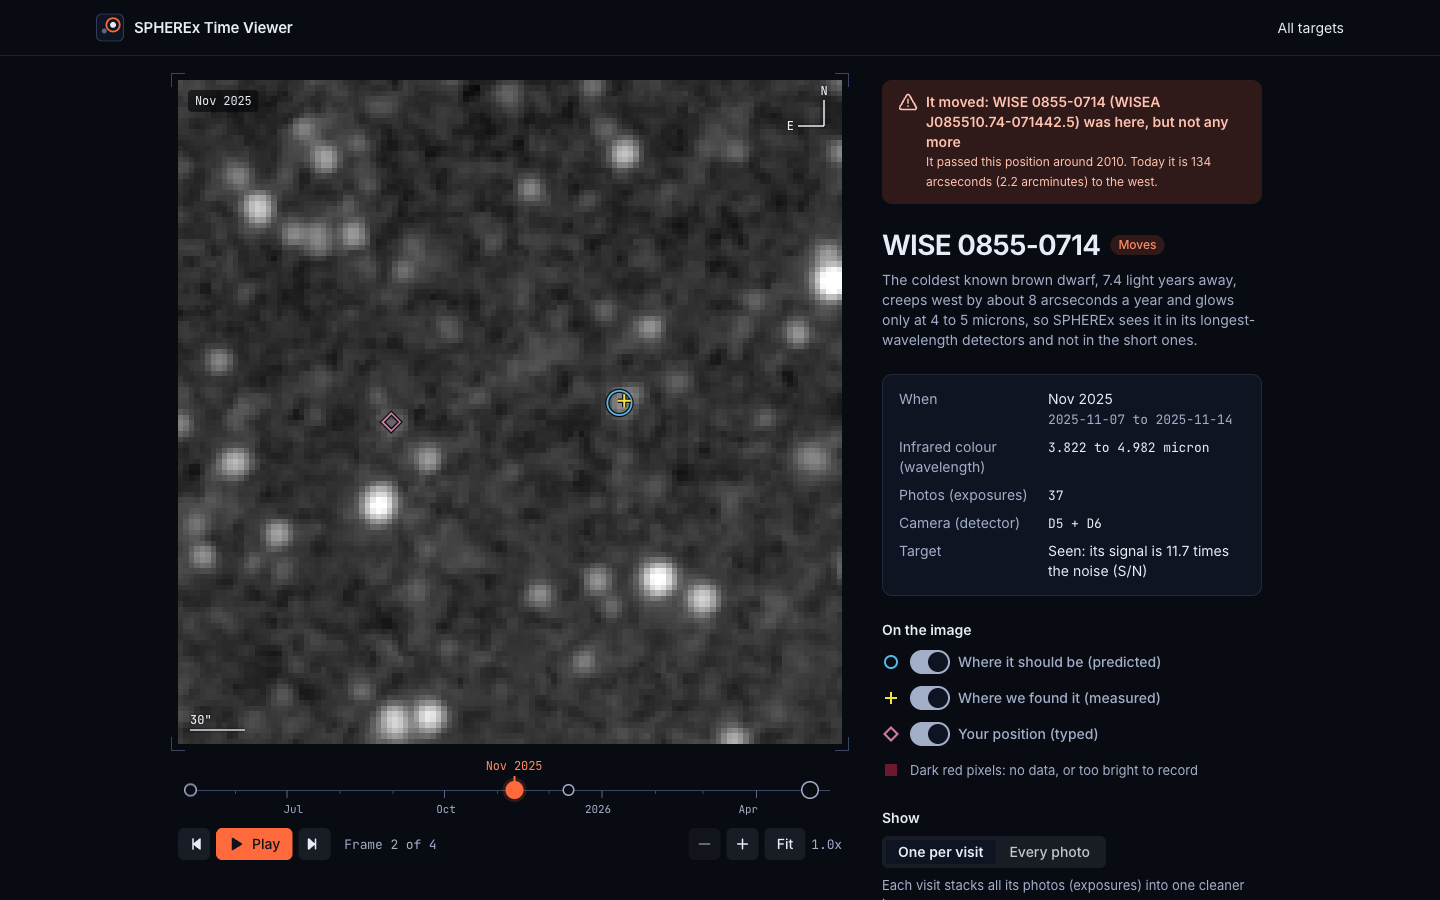 SPHEREx Time Viewer
All targets
Nov 2025
N
E
30"
Nov 2025
Jul
Oct
2026
Apr
Play
Frame 2 of 4
Fit
1.0x
It moved: WISE 0855-0714 (WISEA
J085510.74-071442.5) was here, but not any
more
It passed this position around 2010. Today it is 134
arcseconds (2.2 arcminutes) to the west.
WISE 0855-0714
Moves
The coldest known brown dwarf, 7.4 light years away,
creeps west by about 8 arcseconds a year and glows
only at 4 to 5 microns, so SPHEREx sees it in its longest-
wavelength detectors and not in the short ones.
When
Nov 2025
2025-11-07 to 2025-11-14
Infrared colour
(wavelength)
3.822 to 4.982 micron
Photos (exposures)
37
Camera (detector)
D5 + D6
Target
Seen: its signal is 11.7 times
the noise (S/N)
On the image
Where it should be (predicted)
Where we found it (measured)
Your position (typed)
Dark red pixels: no data, or too bright to record
Show
One per visit
Every photo
Each visit stacks all its photos (exposures) into one cleaner